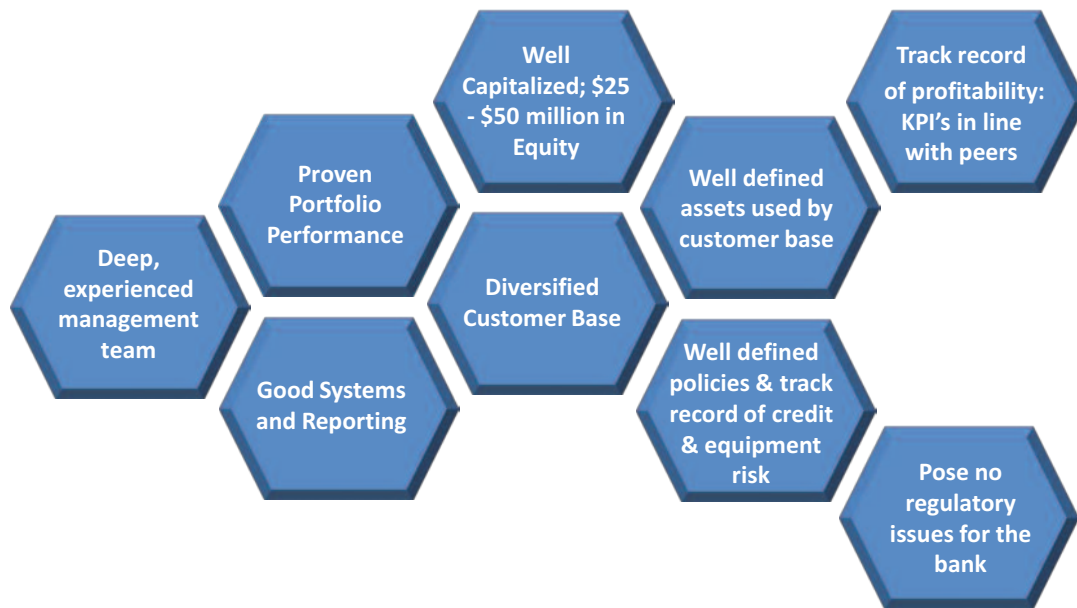 Well
Capitalized; $25
- $50 million in
Equity
Track record
of profitability:
KPI's in line
with peers
Proven
Portfolio
Performance
Well defined
assets used by
customer base
Deep,
experienced
management
team
Diversified
Customer Base
Good Systems
and Reporting
Well defined
policies & track
record of credit
& equipment
risk
Pose no
regulatory
issues for the
bank